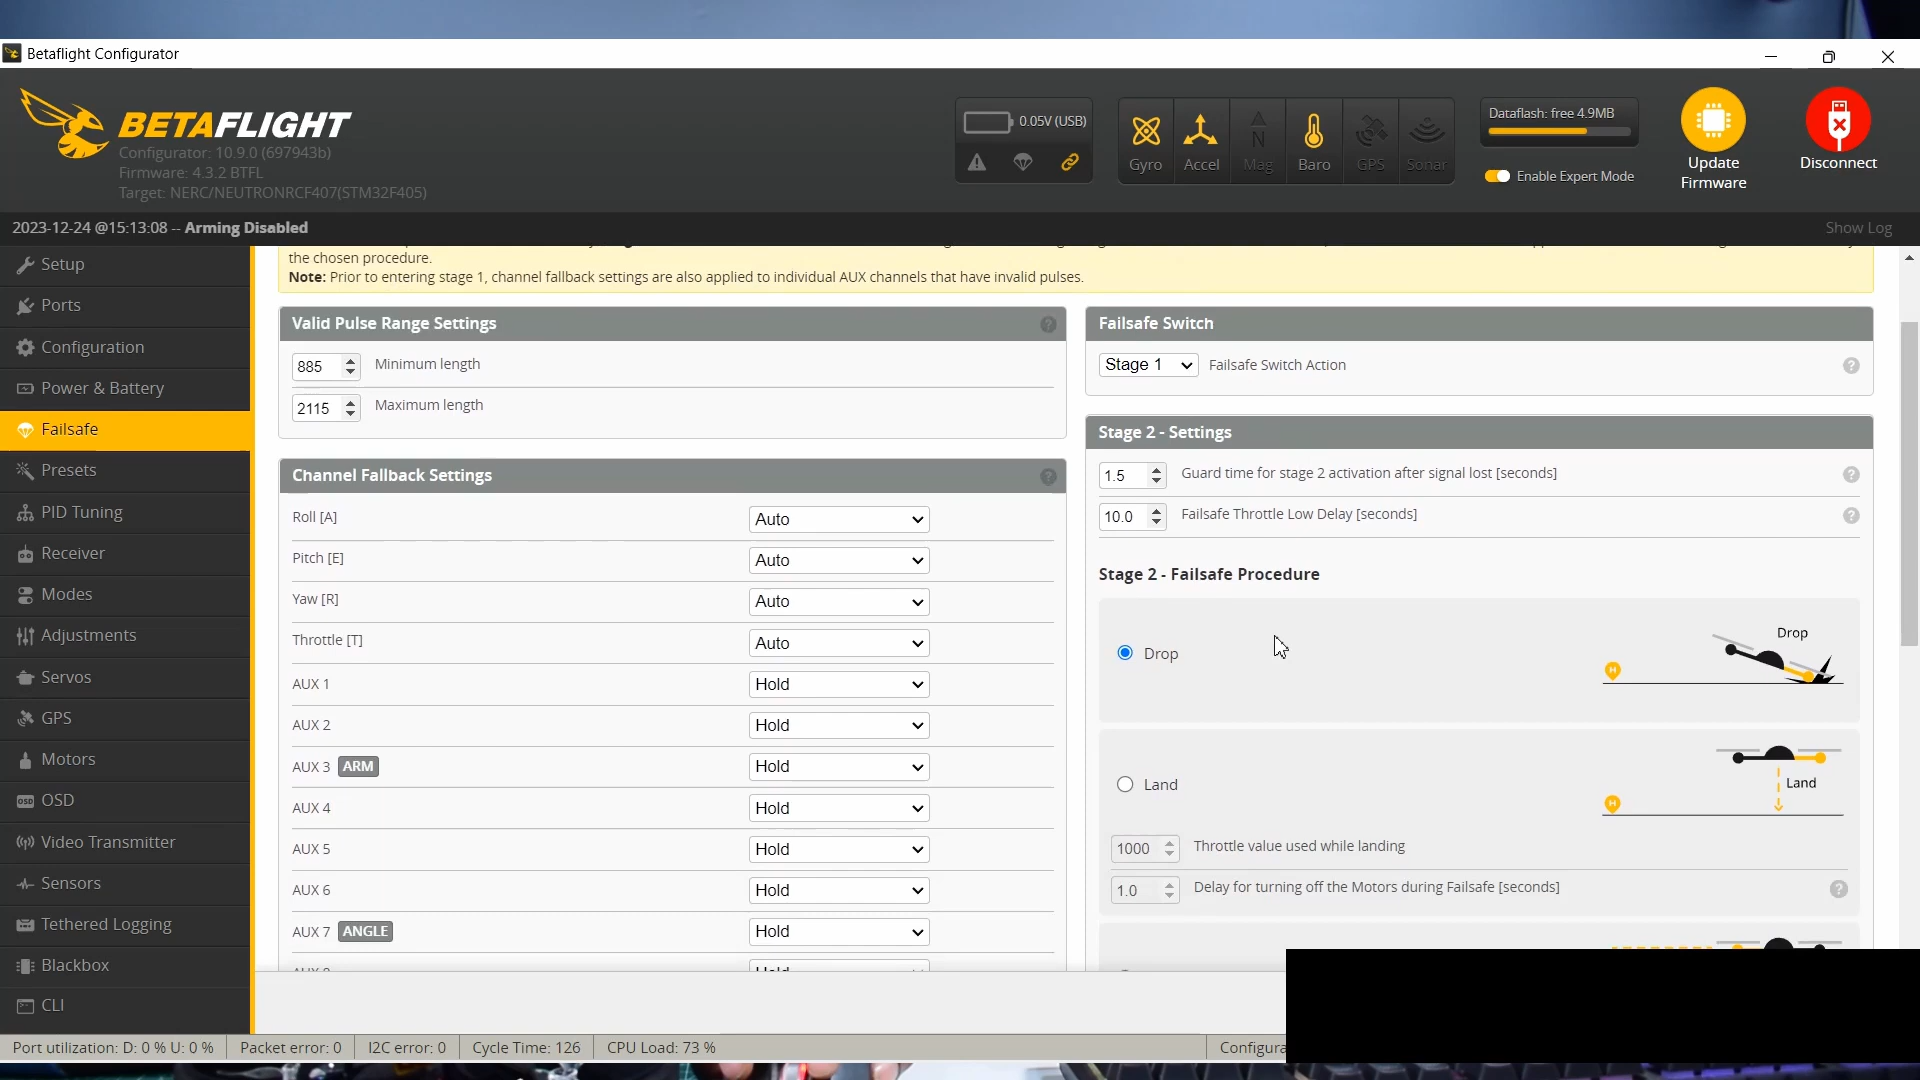 Betaflight Configurator
BETAFLIGHT
Configurator: 10.9.0 (697943b)
Firmware: 4.3.2 BTFL
Target: NERC/NEUTRONRCF407(STM32F405)
0.05V (USB)
Gyro
Accel
Mag
Baro
GPS
Sonar
Dataflash: free 4.9MB
Enable Expert Mode
Update
Firmware
Disconnect
2023-12-24 @15:13:08 -- Arming Disabled
Show Log
Setup
Ports
Configuration
Power & Battery
Failsafe
Presets
PID Tuning
Receiver
Modes
Adjustments
Servos
GPS
Motors
OSD
Video Transmitter
Sensors
Tethered Logging
Blackbox
CLI
the chosen procedure.
Note: Prior to entering stage 1, channel fallback settings are also applied to individual AUX channels that have invalid pulses.
Valid Pulse Range Settings
885 Minimum length
2115 Maximum length
Channel Fallback Settings
Roll [A] Auto
Pitch [E] Auto
Yaw [R] Auto
Throttle [T] Auto
AUX 1 Hold
AUX 2 Hold
AUX 3 ARM Hold
AUX 4 Hold
AUX 5 Hold
AUX 6 Hold
AUX 7 ANGLE Hold
Failsafe Switch
Stage 1 Failsafe Switch Action
Stage 2 - Settings
1.5 Guard time for stage 2 activation after signal lost [seconds]
10.0 Failsafe Throttle Low Delay [seconds]
Stage 2 - Failsafe Procedure
Drop
Drop
H
Land
Land
H
1000 Throttle value used while landing
1.0 Delay for turning off the Motors during Failsafe [seconds]
Port utilization: D: 0 % U: 0 %
Packet error: 0
I2C error: 0
Cycle Time: 126
CPU Load: 73 %
Configura